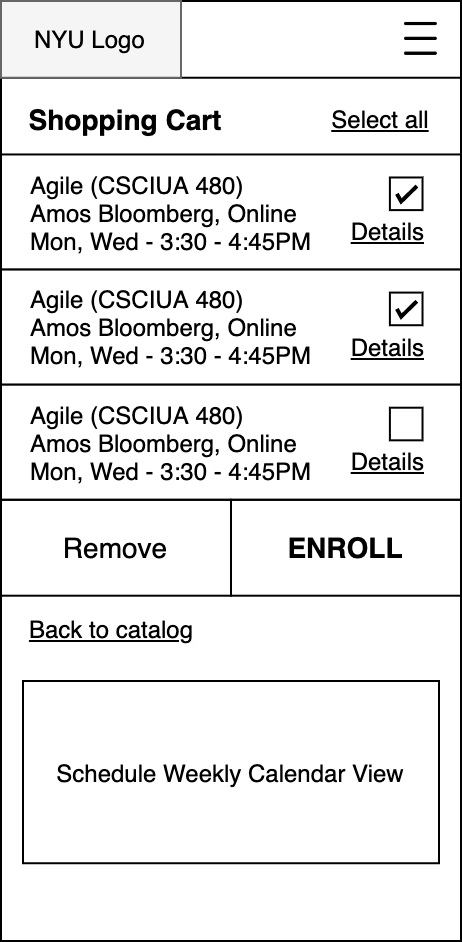 NYU Logo
Shopping Cart
Select all
Agile (CSCIUA 480)
Amos Bloomberg, Online
Mon, Wed - 3:30 - 4:45PM
Details
Agile (CSCIUA 480)
Amos Bloomberg, Online
Mon, Wed - 3:30 - 4:45PM
Details
Agile (CSCIUA 480)
Amos Bloomberg, Online
Mon, Wed - 3:30 - 4:45PM
Details
Remove
ENROLL
Back to catalog
Schedule Weekly Calendar View